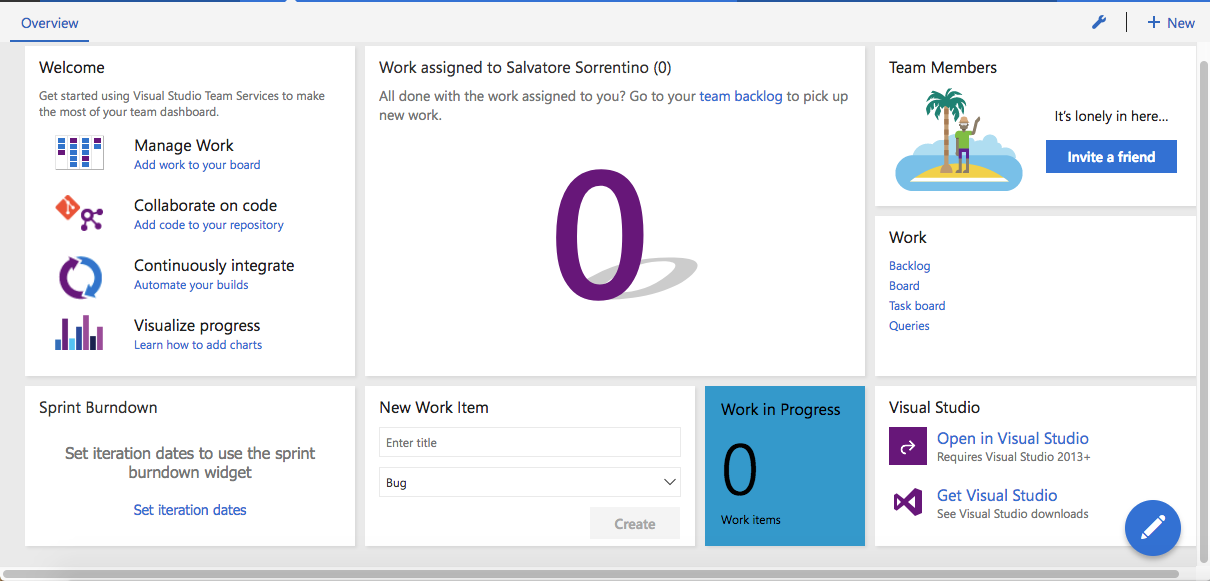 Overview
New
Welcome
Get started using Visual Studio Team Services to make
the most of your team dashboard.
Manage Work
Add work to your board
Collaborate on code
Add code to your repository
Continuously integrate
Automate your builds
Visualize progress
Learn how to add charts
Work assigned to Salvatore Sorrentino (0)
All done with the work assigned to you? Go to your team backlog to pick up
new work.
0
Team Members
It's lonely in here...
Invite a friend
Work
Backlog
Board
Task board
Queries
Sprint Burndown
Set iteration dates to use the sprint
burndown widget
Set iteration dates
New Work Item
Enter title
Bug
Create
Work in Progress
0
Work items
Visual Studio
Open in Visual Studio
Requires Visual Studio 2013+
Get Visual Studio
See Visual Studio downloads